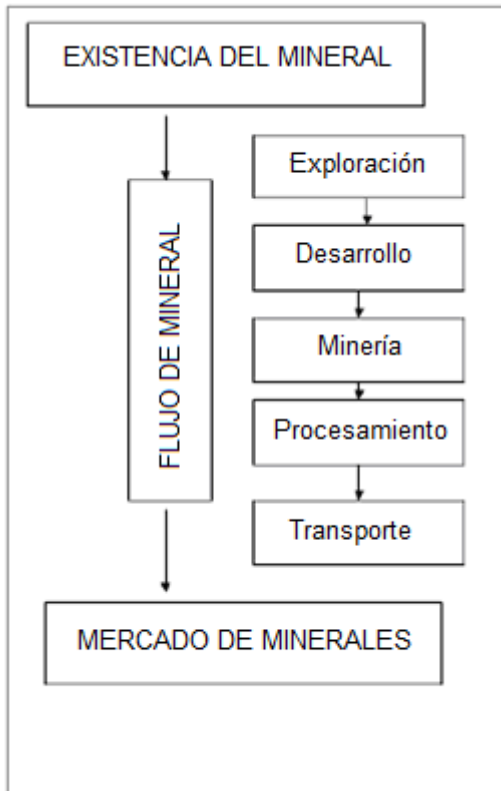 EXISTENCIA DEL MINERAL
Exploración
Desarrollo
Minería
Procesamiento
Transporte
FLUJO DE MINERAL
MERCADO DE MINERALES